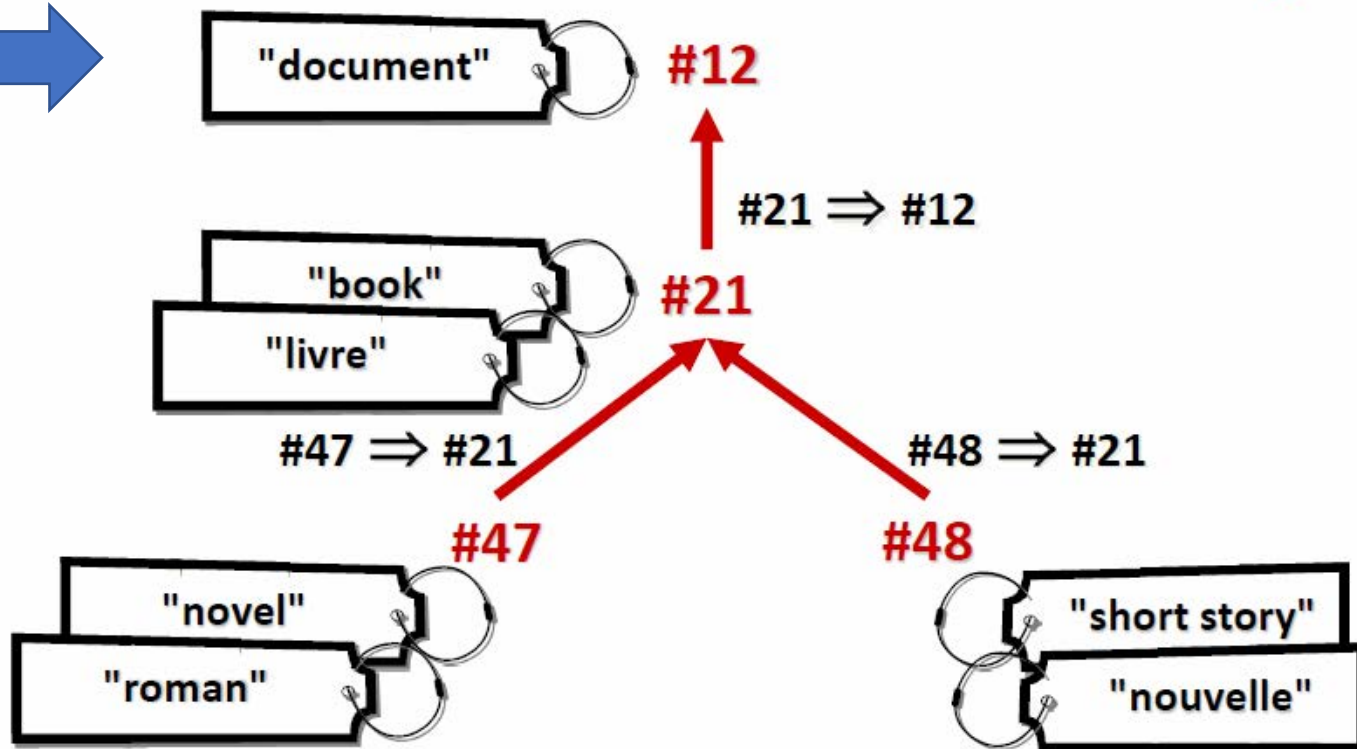 "document"
#12
#21 ⇒ #12
"book"
#21
"livre"
#47 ⇒ #21
#48 ⇒ #21
#47
#48
"novel"
"roman"
"short story"
"nouvelle"